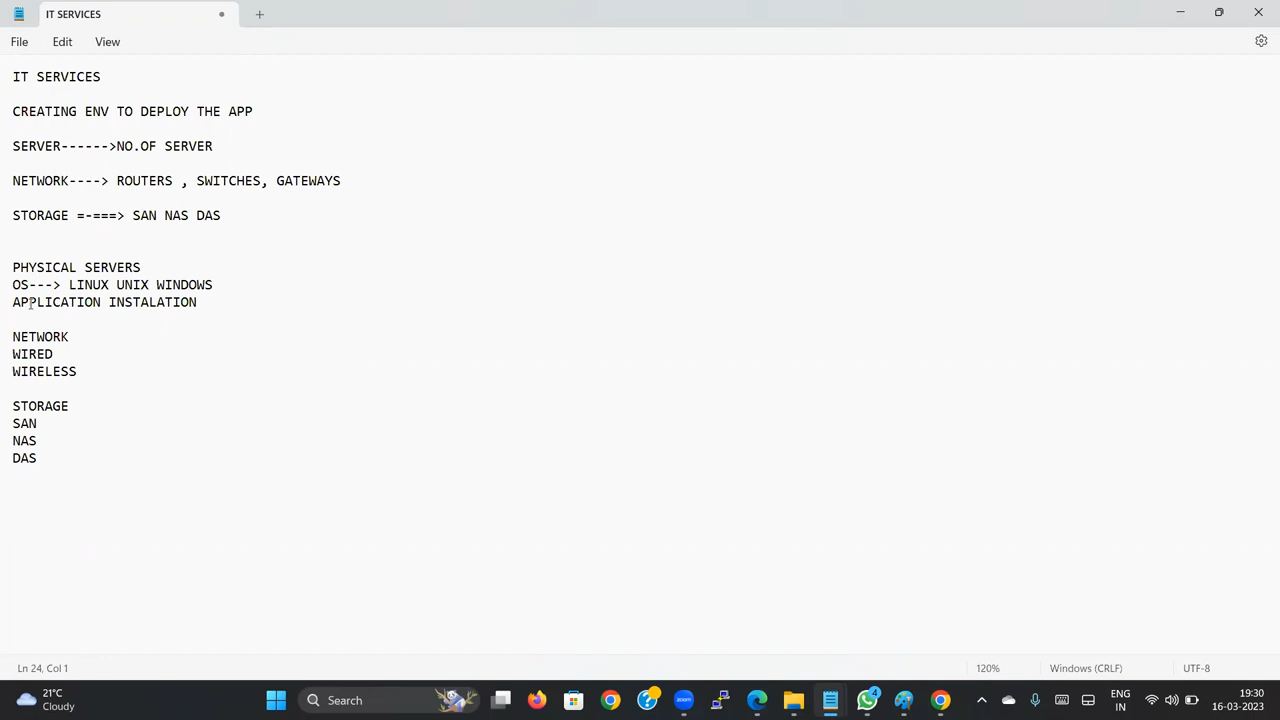 IT SERVICES
File Edit View
IT SERVICES
CREATING ENV TO DEPLOY THE APP
SERVER------>NO.OF SERVER
NETWORK----> ROUTERS , SWITCHES, GATEWAYS
STORAGE =-===> SAN NAS DAS
PHYSICAL SERVERS
OS---> LINUX UNIX WINDOWS
APPLICATION INSTALATION
NETWORK
WIRED
WIRELESS
STORAGE
SAN
NAS
DAS
Ln 24, Col 1 120% Windows (CRLF) UTF-8
21°C
Cloudy
Search
zoom
4
ENG
IN
19:30
16-03-2023